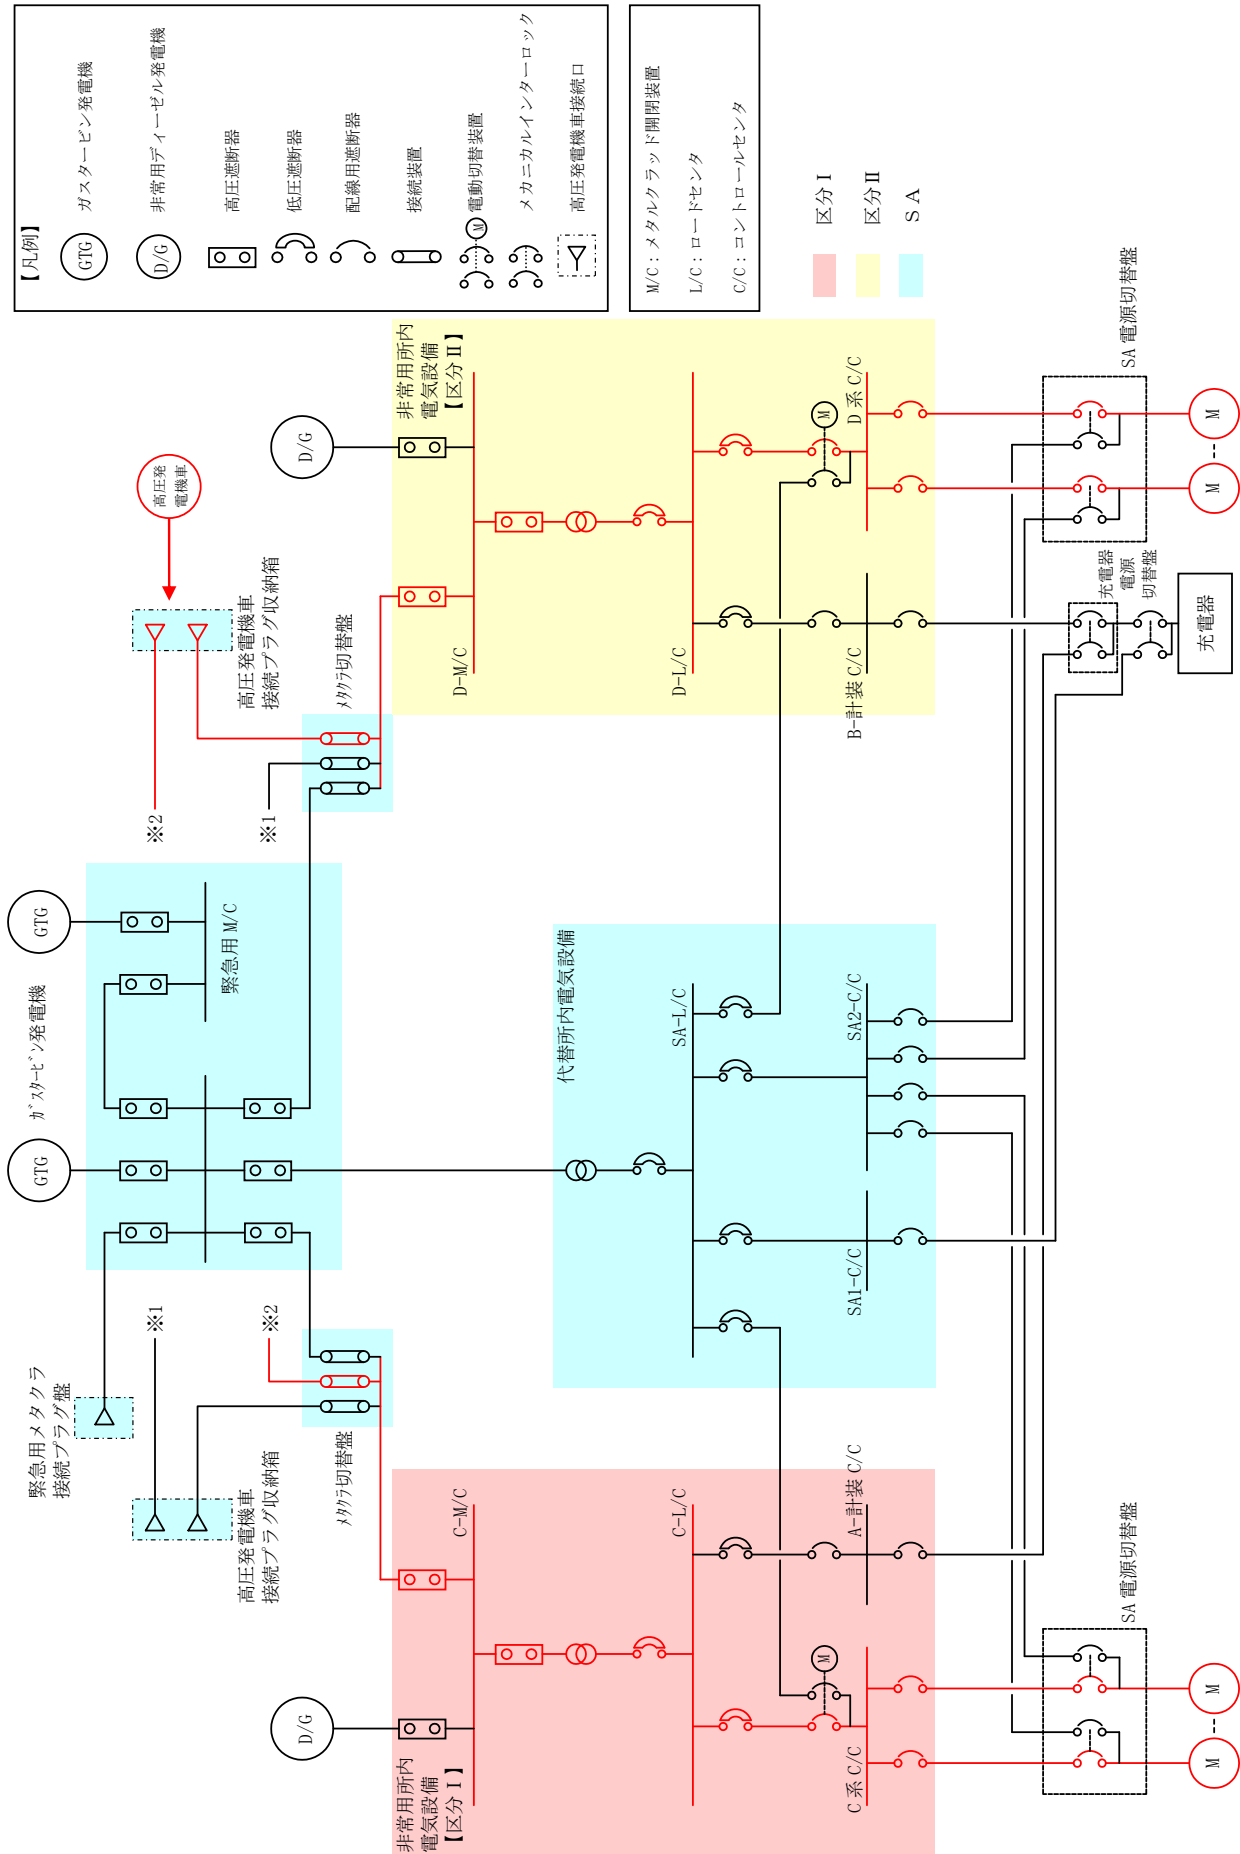 緊急用メタクラ
接続プラグ盤
高圧発電機車
接続プラグ収納箱
※1
※2
メタクラ切替盤
GTG
ガスタービン発電機
GTG
緊急用 M/C
※2
※1
高圧発
電機車
高圧発電機車
接続プラグ収納箱
メタクラ切替盤
【凡例】
GTG
ガスタービン発電機
D/G
非常用ディーゼル発電機
高圧遮断器
低圧遮断器
配線用遮断器
接続装置
M
電動切替装置
メカニカルインターロック
高圧発電機車接続口
M/C：メタルクラッド開閉装置
L/C：ロードセンタ
C/C：コントロールセンタ
区分Ⅰ
区分Ⅱ
ＳＡ
D/G
非常用所内
電気設備
【区分Ⅰ】
C-M/C
C-L/C
M
C 系 C/C
A-計装 C/C
代替所内電気設備
SA-L/C
SA1-C/C
SA2-C/C
D/G
非常用所内
電気設備
【区分Ⅱ】
D-M/C
D-L/C
M
B-計装 C/C
D 系 C/C
SA 電源切替盤
M
M
充電器
電源
切替盤
充電器
SA 電源切替盤
M
M